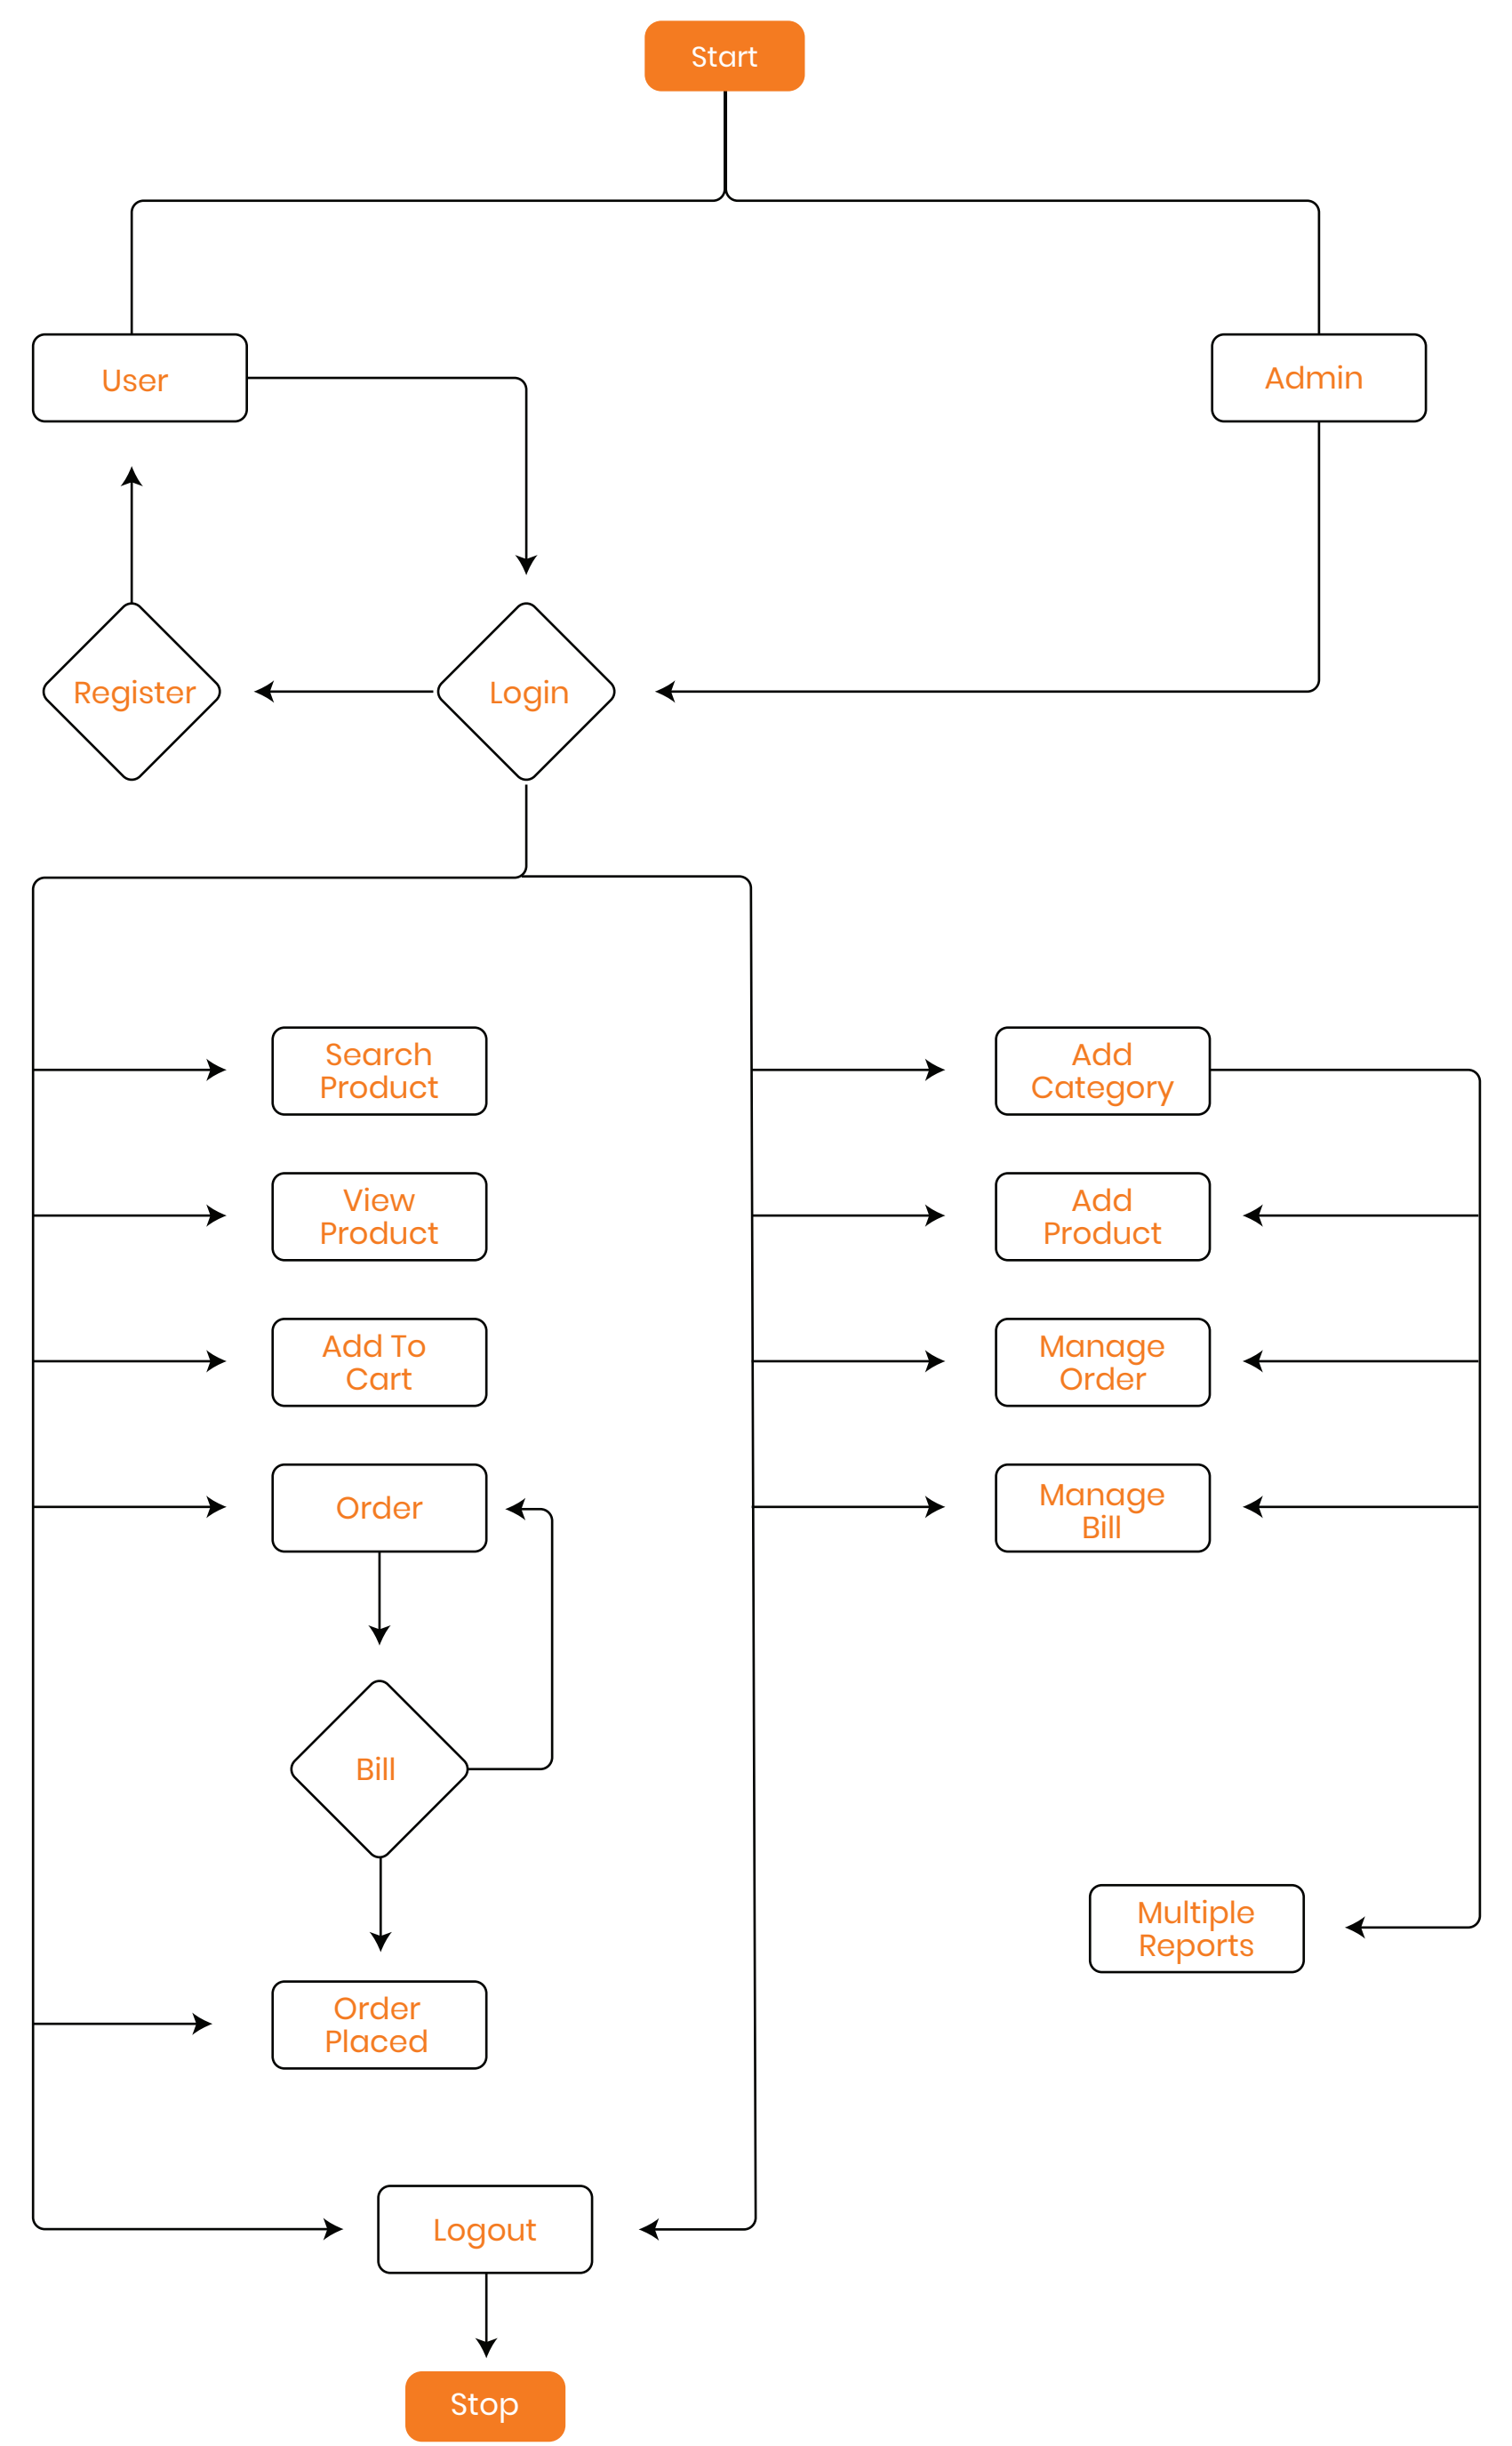 Start
User
Admin
Register
Login
Search
Product
Add
Category
View
Product
Add
Product
Add To
Cart
Manage
Order
Order
Manage
Bill
Bill
Multiple
Reports
Order
Placed
Logout
Stop